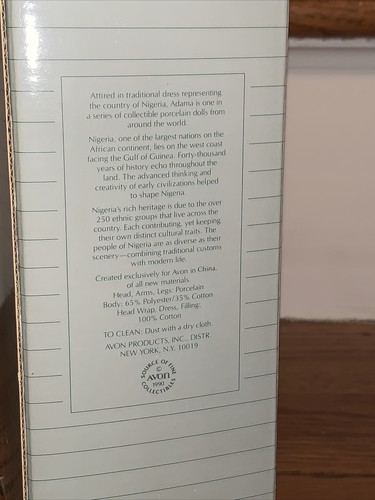 Attired in traditional dress representing
the country of Nigeria, Adama is one in
a series of collectible porcelain dolls from
around the world.
Nigeria, one of the largest nations on the
African continent, lies on the west coast
facing the Gulf of Guinea. Forty-thousand
years of history echo throughout the
land. The advanced thinking and
creativity of early civilizations helped
to shape Nigeria.
Nigeria's rich heritage is due to the over
250 ethnic groups that live across the
country. Each contributing, yet keeping
their own distinct cultural traits. The
people of Nigeria are as diverse as their
scenery—combining traditional customs
with modern life.
Created exclusively for Avon in China.
of all new materials
Head, Arms, Legs: Porcelain
Body: 65% Polyester/35% Cotton
Head Wrap, Dress, Filling:
100% Cotton
TO CLEAN: Dust with a dry cloth.
AVON PRODUCTS, INC., DISTR.
NEW YORK, N.Y. 10019
SOURCE OF FINE
©
AVON
1990
COLLECTIBLES